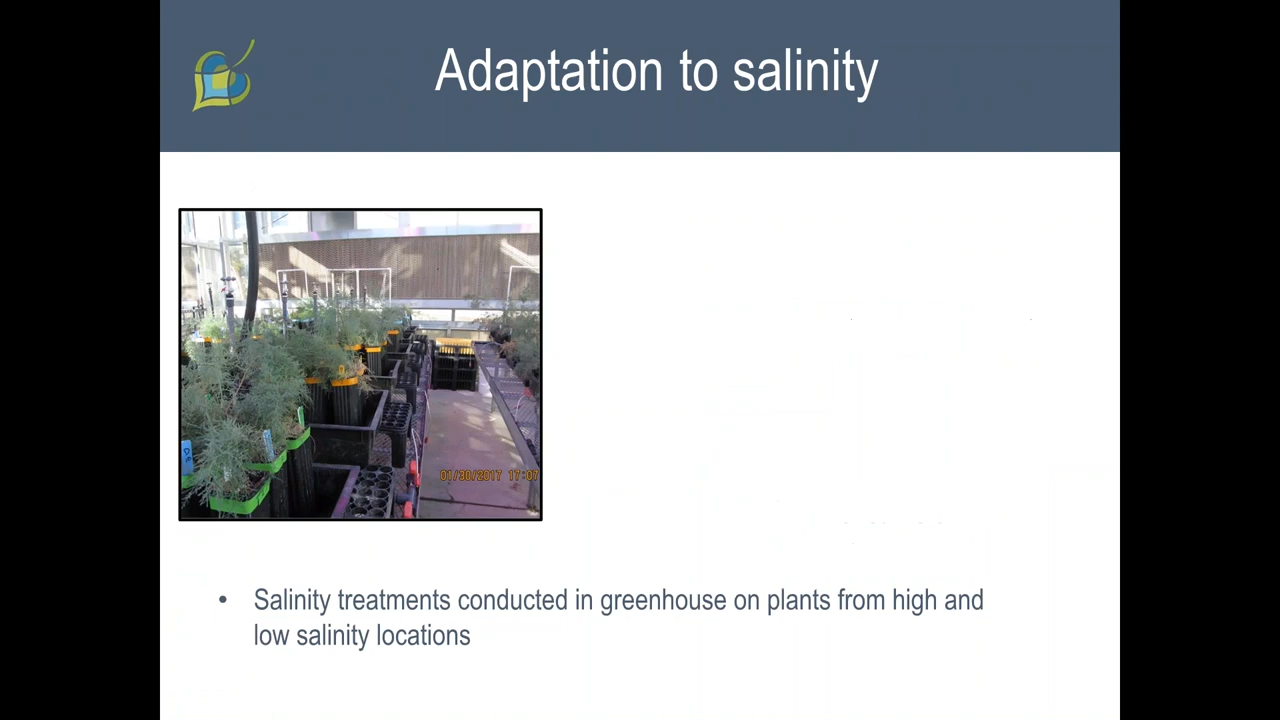 Adaptation to salinity
01/30/2017 17:07
• Salinity treatments conducted in greenhouse on plants from high and
low salinity locations